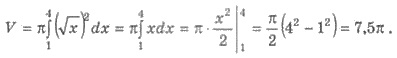 V = π∫₁⁴(√x)²dx = π∫₁⁴xdx = π · x²/2 |₁⁴ = π/2(4² − 1²) = 7,5π .